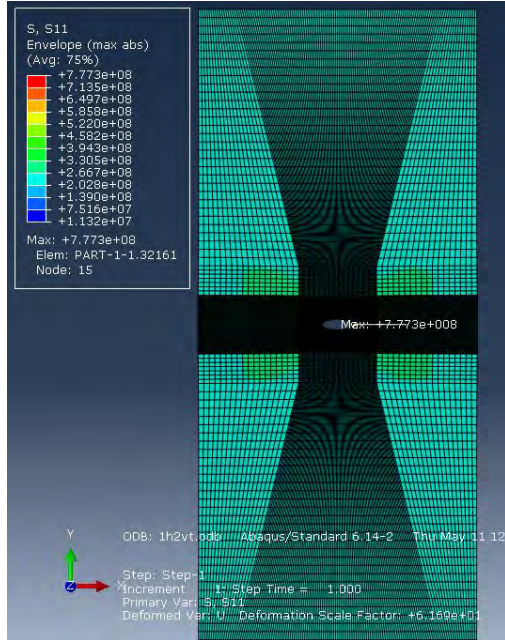 S, S11
Envelope (max abs)
(Avg: 75%)
+7.773e+08
+7.135e+08
+6.497e+08
+5.858e+08
+5.220e+08
+4.582e+08
+3.943e+08
+3.305e+08
+2.667e+08
+2.028e+08
+1.390e+08
+7.516e+07
+1.132e+07
Max: +7.773e+08
Elem: PART-1-1.32161
Node: 15
Max: +7.773e+008
Y
X
Z
ODB: 1h2vt.odb Abaqus/Standard 6.14-2 Thu May 11 12
Step: Step-1
Increment 1: Step Time = 1.000
Primary Var: S, S11
Deformed Var: U Deformation Scale Factor: +6.169e+01